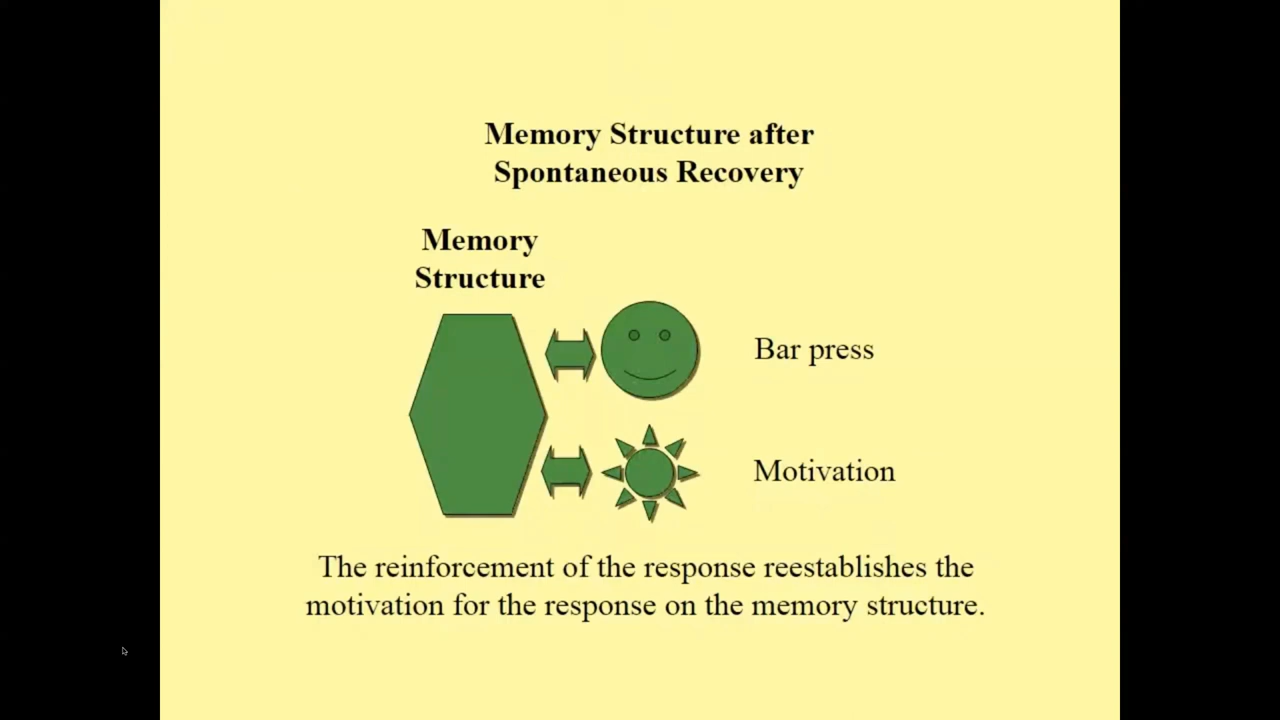 Memory Structure after
Spontaneous Recovery
Memory
Structure
Bar press
Motivation
The reinforcement of the response reestablishes the
motivation for the response on the memory structure.